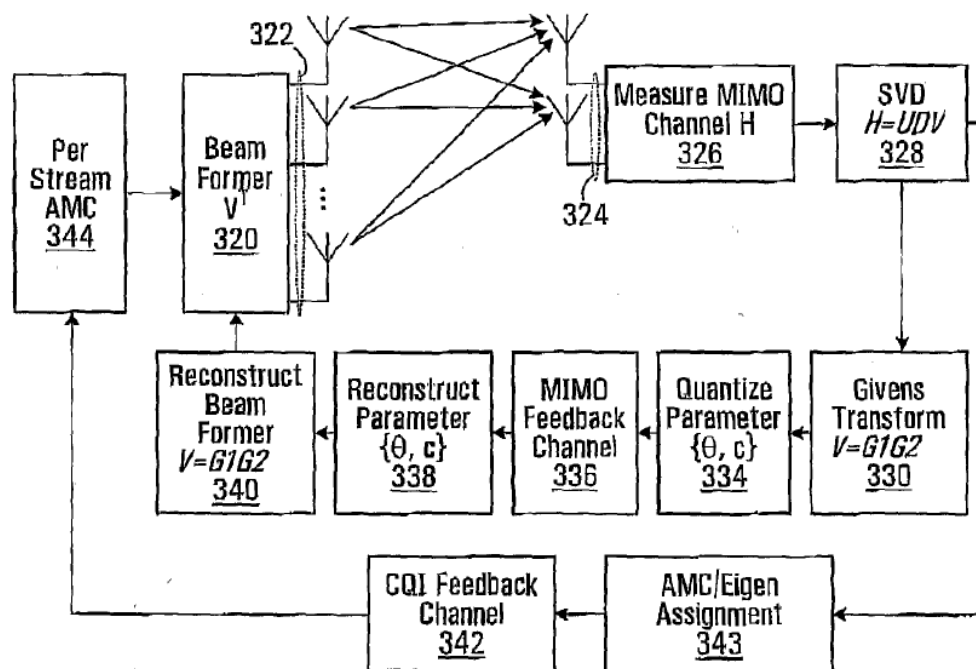 322
Per
Stream
AMC
344
Beam
Former
V^T
320
⋮
324
Measure MIMO
Channel H
326
SVD
H=UDV
328
Reconstruct
Beam
Former
V=G1G2
340
Reconstruct
Parameter
{θ, c}
338
MIMO
Feedback
Channel
336
Quantize
Parameter
{θ, c}
334
Givens
Transform
V=G1G2
330
CQI Feedback
Channel
342
AMC/Eigen
Assignment
343